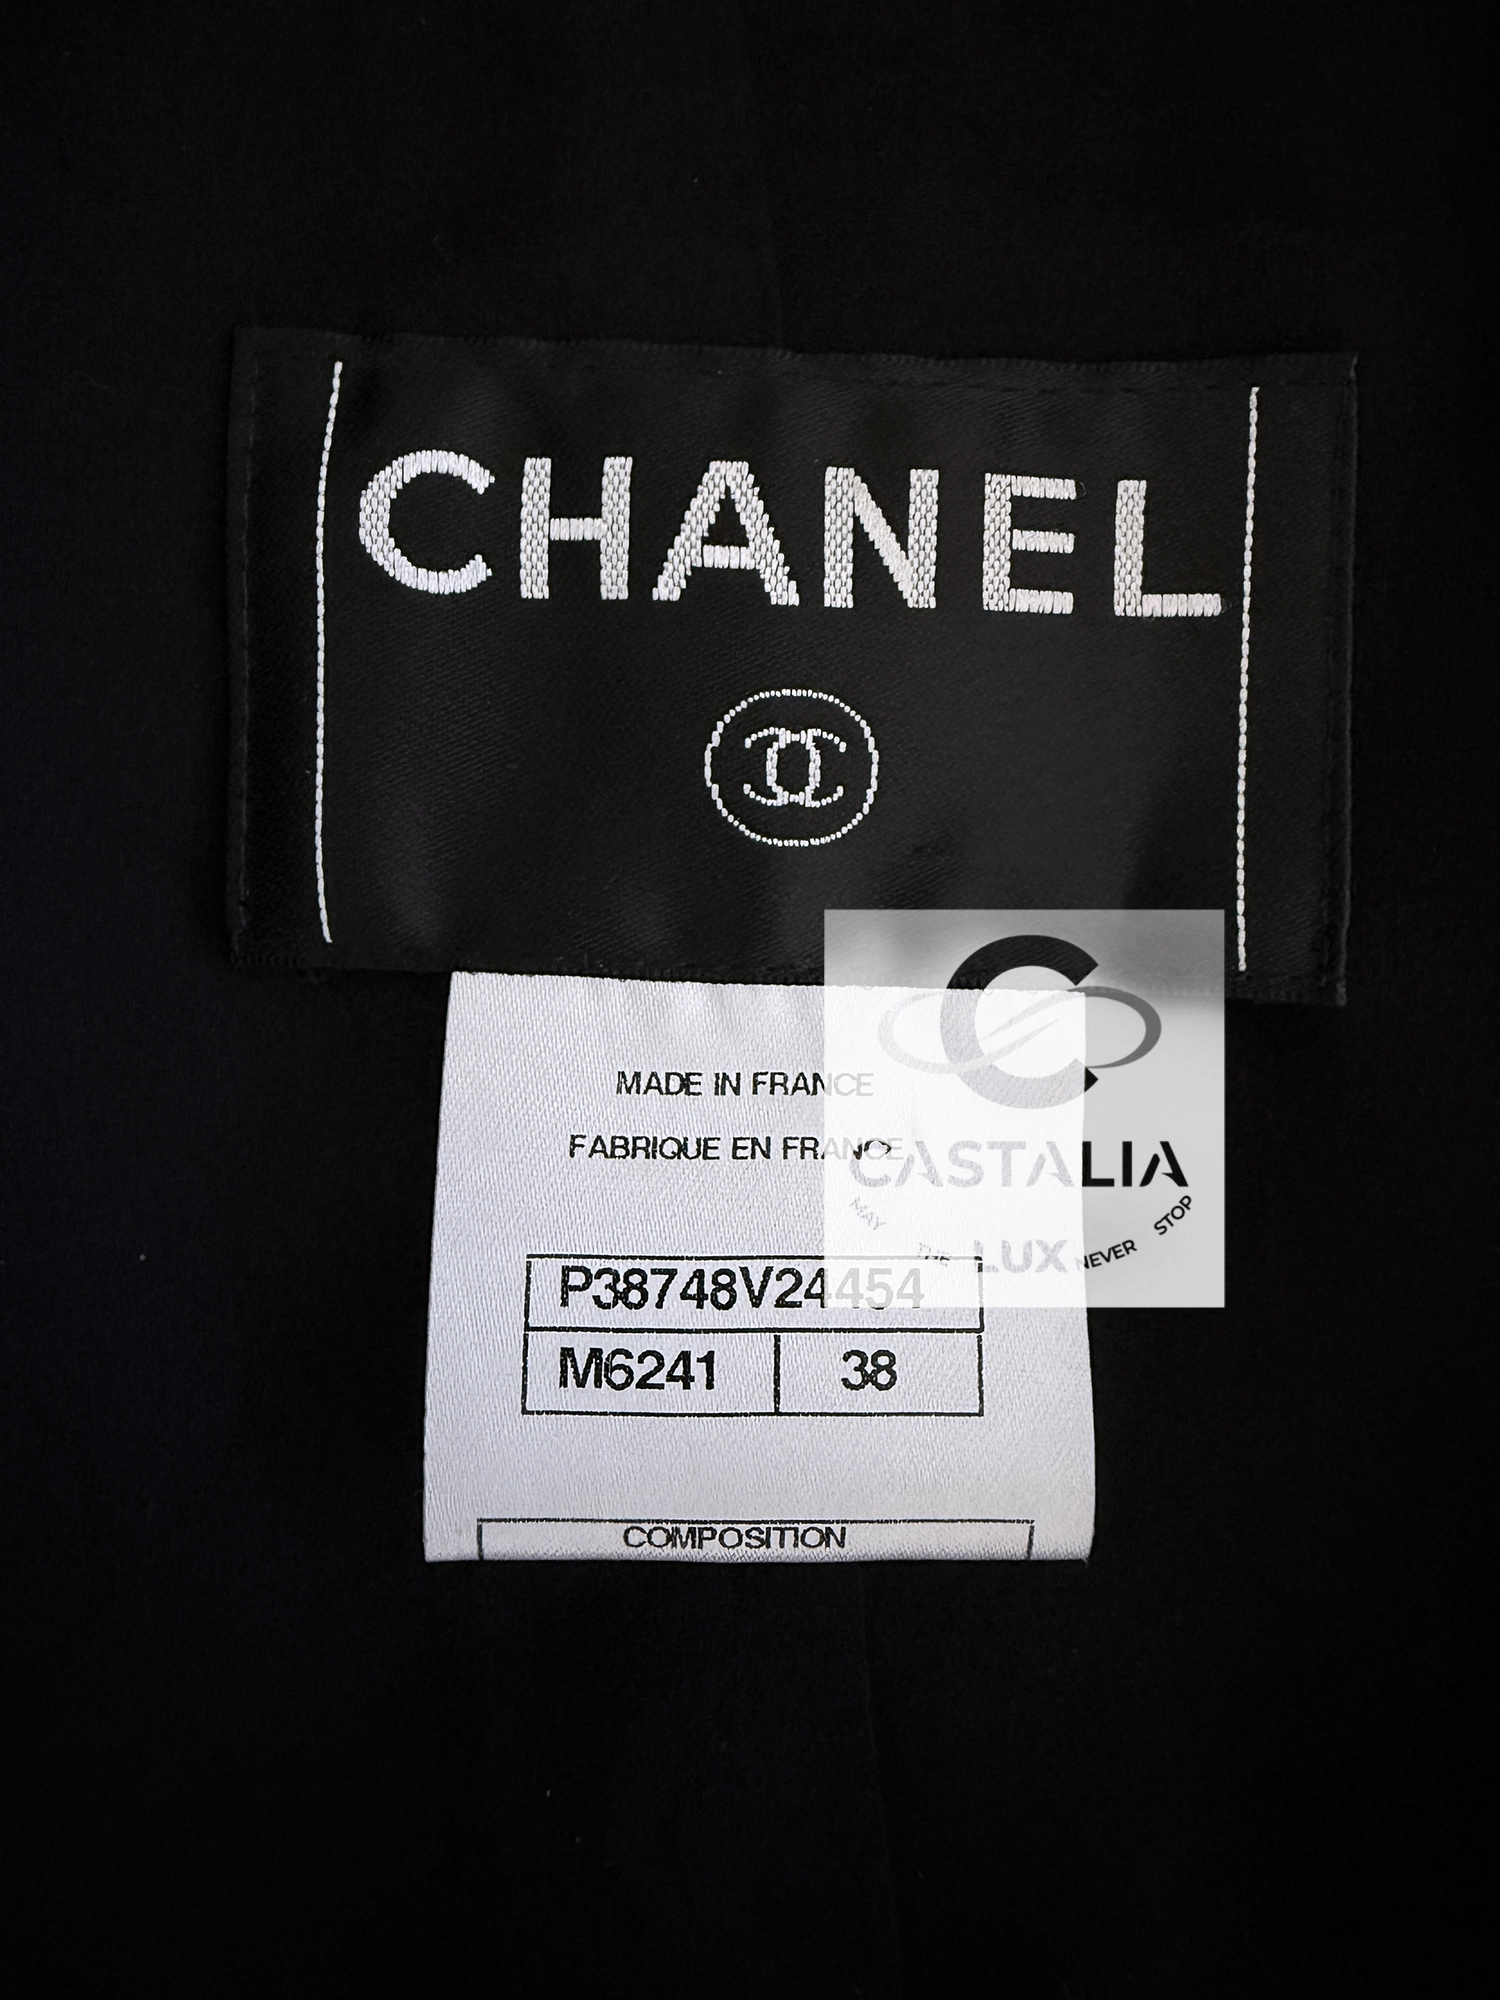 CHANEL
MADE IN FRANCE
FABRIQUE EN FRANCE
CASTALIA
MAY THE LUX NEVER STOP
P38748V24454
M6241 38
COMPOSITION